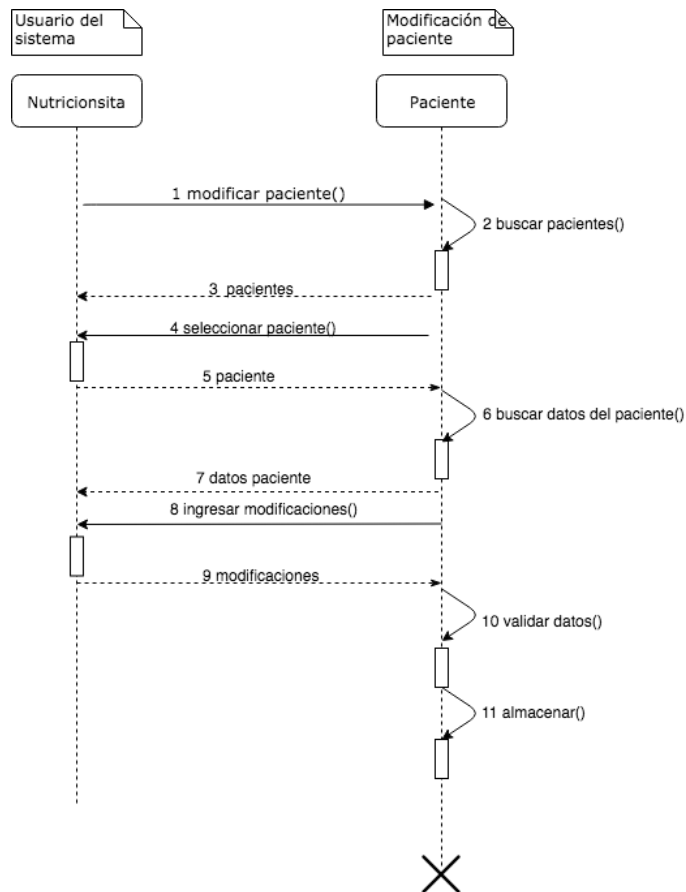 Usuario del
sistema
Modificación de
paciente
Nutricionsita
Paciente
1 modificar paciente()
2 buscar pacientes()
3 pacientes
4 seleccionar paciente()
5 paciente
6 buscar datos del paciente()
7 datos paciente
8 ingresar modificaciones()
9 modificaciones
10 validar datos()
11 almacenar()